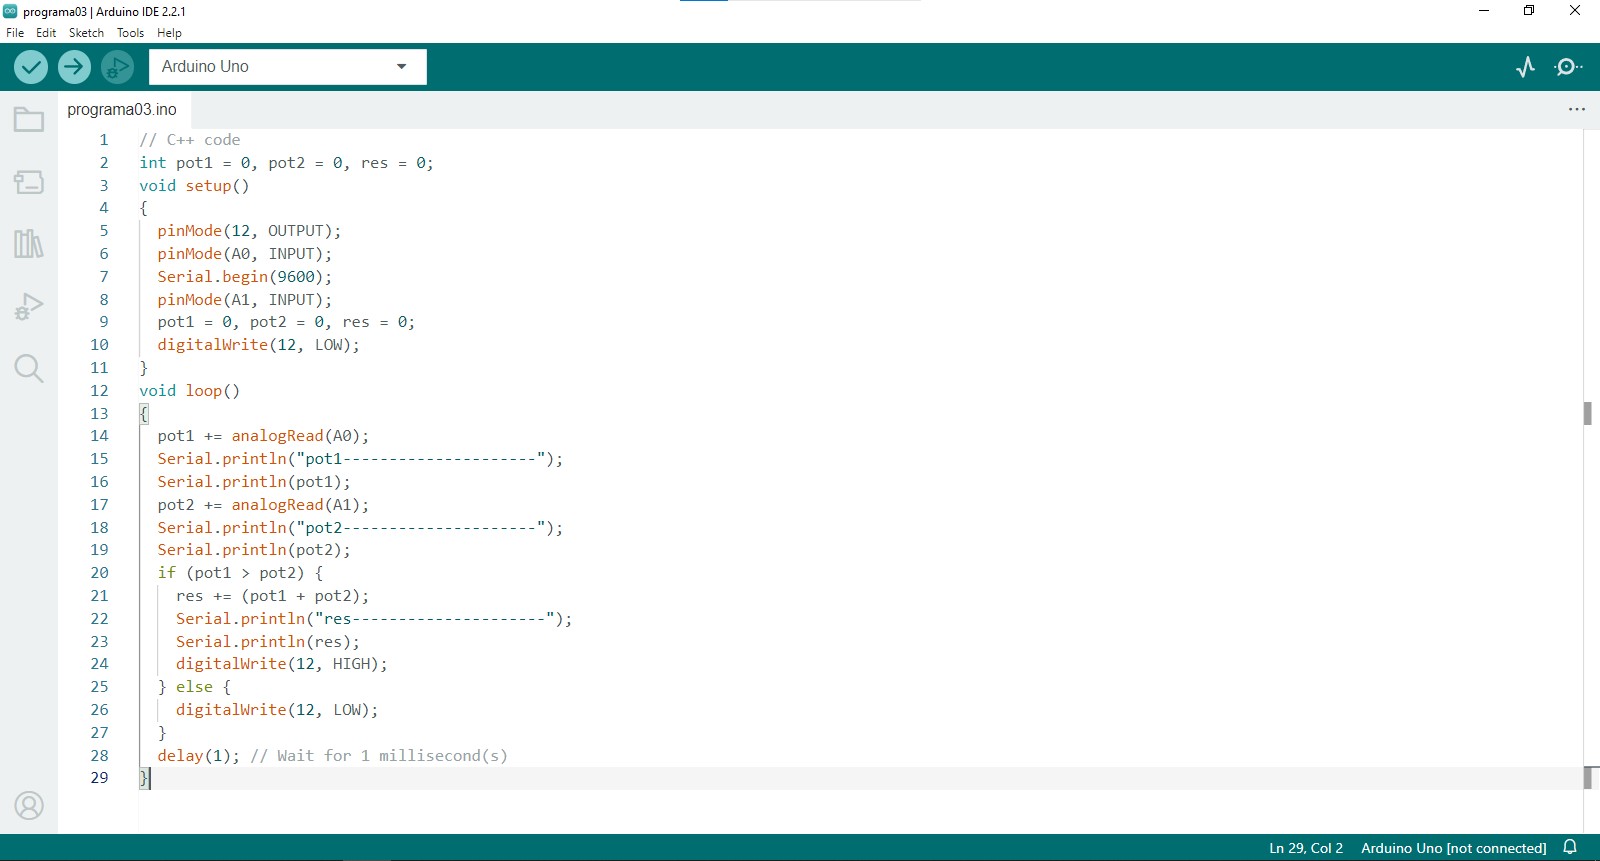 programa03 | Arduino IDE 2.2.1
File Edit Sketch Tools Help
Arduino Uno
programa03.ino
1 // C++ code
2 int pot1 = 0, pot2 = 0, res = 0;
3 void setup()
4 {
5 pinMode(12, OUTPUT);
6 pinMode(A0, INPUT);
7 Serial.begin(9600);
8 pinMode(A1, INPUT);
9 pot1 = 0, pot2 = 0, res = 0;
10 digitalWrite(12, LOW);
11 }
12 void loop()
13 {
14 pot1 += analogRead(A0);
15 Serial.println("pot1---------------------");
16 Serial.println(pot1);
17 pot2 += analogRead(A1);
18 Serial.println("pot2---------------------");
19 Serial.println(pot2);
20 if (pot1 > pot2) {
21 res += (pot1 + pot2);
22 Serial.println("res---------------------");
23 Serial.println(res);
24 digitalWrite(12, HIGH);
25 } else {
26 digitalWrite(12, LOW);
27 }
28 delay(1); // Wait for 1 millisecond(s)
29 }
Ln 29, Col 2 Arduino Uno [not connected]